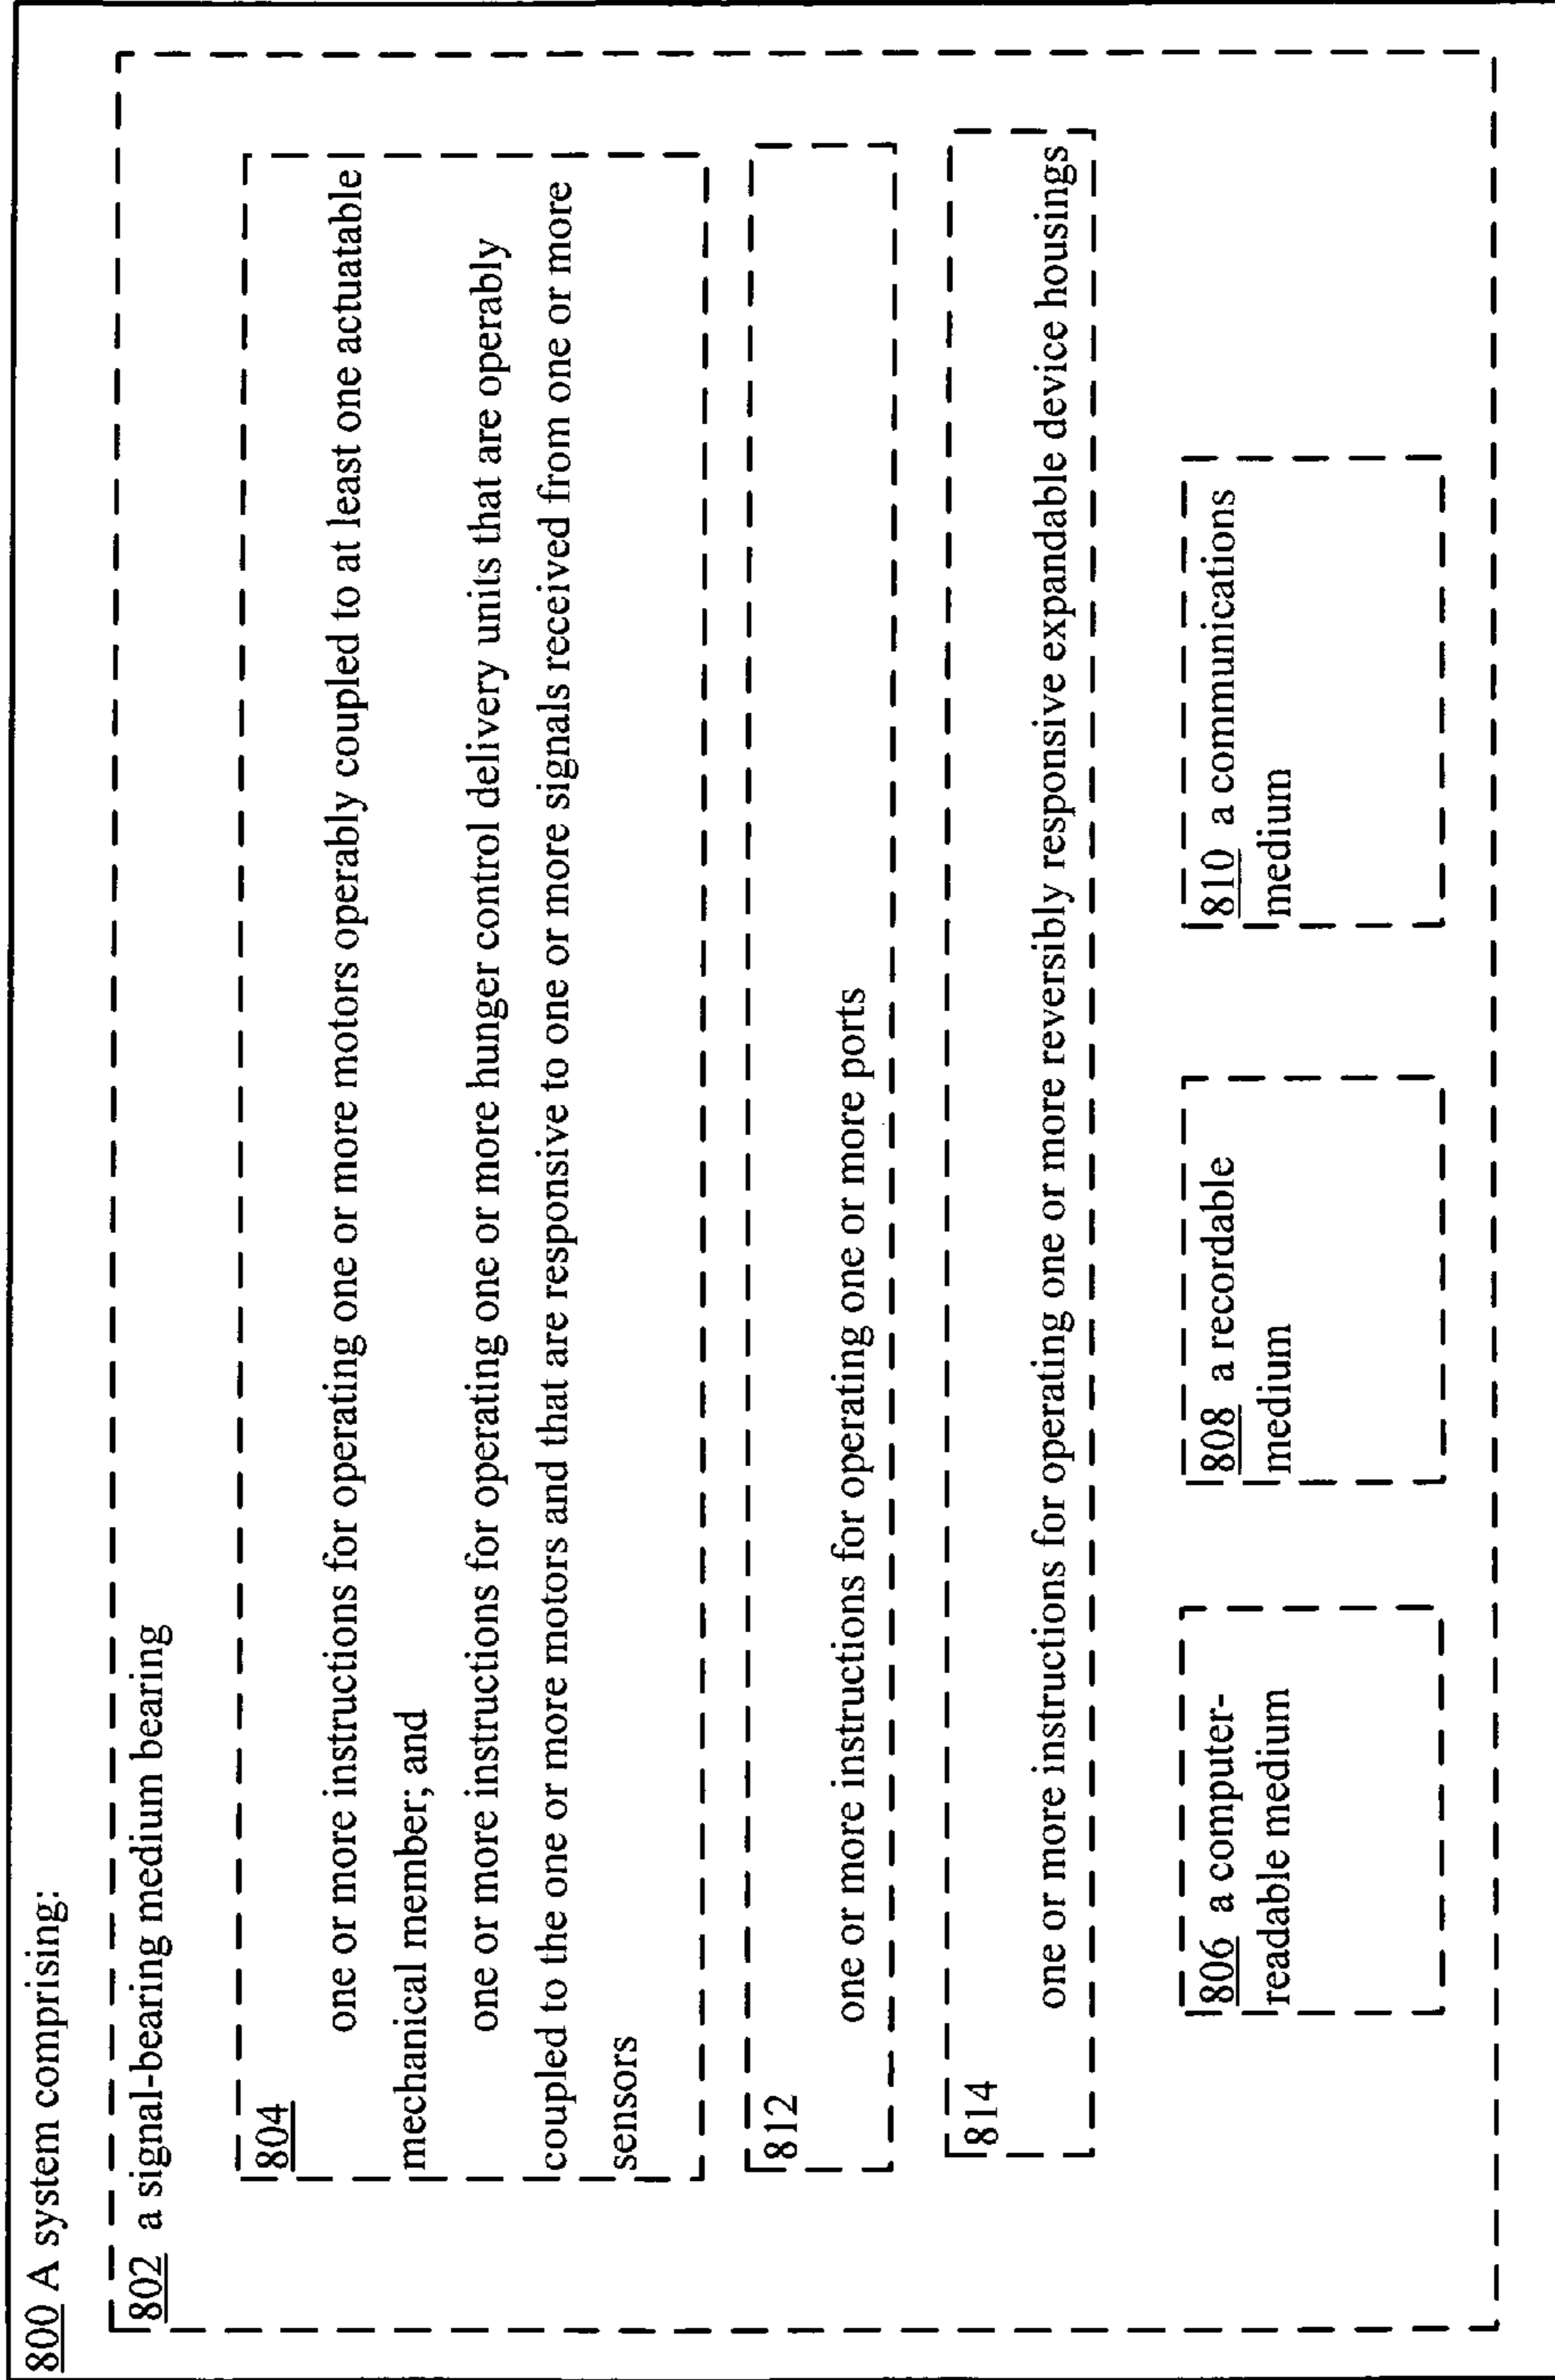 800 A system comprising:
802 a signal-bearing medium bearing
804
one or more instructions for operating one or more motors operably coupled to at least one actuatable
mechanical member; and
one or more instructions for operating one or more hunger control delivery units that are operably
coupled to the one or more motors and that are responsive to one or more signals received from one or more
sensors
812
one or more instructions for operating one or more ports
814
one or more instructions for operating one or more reversibly responsive expandable device housings
806 a computer-
readable medium
808 a recordable
medium
810 a communications
medium